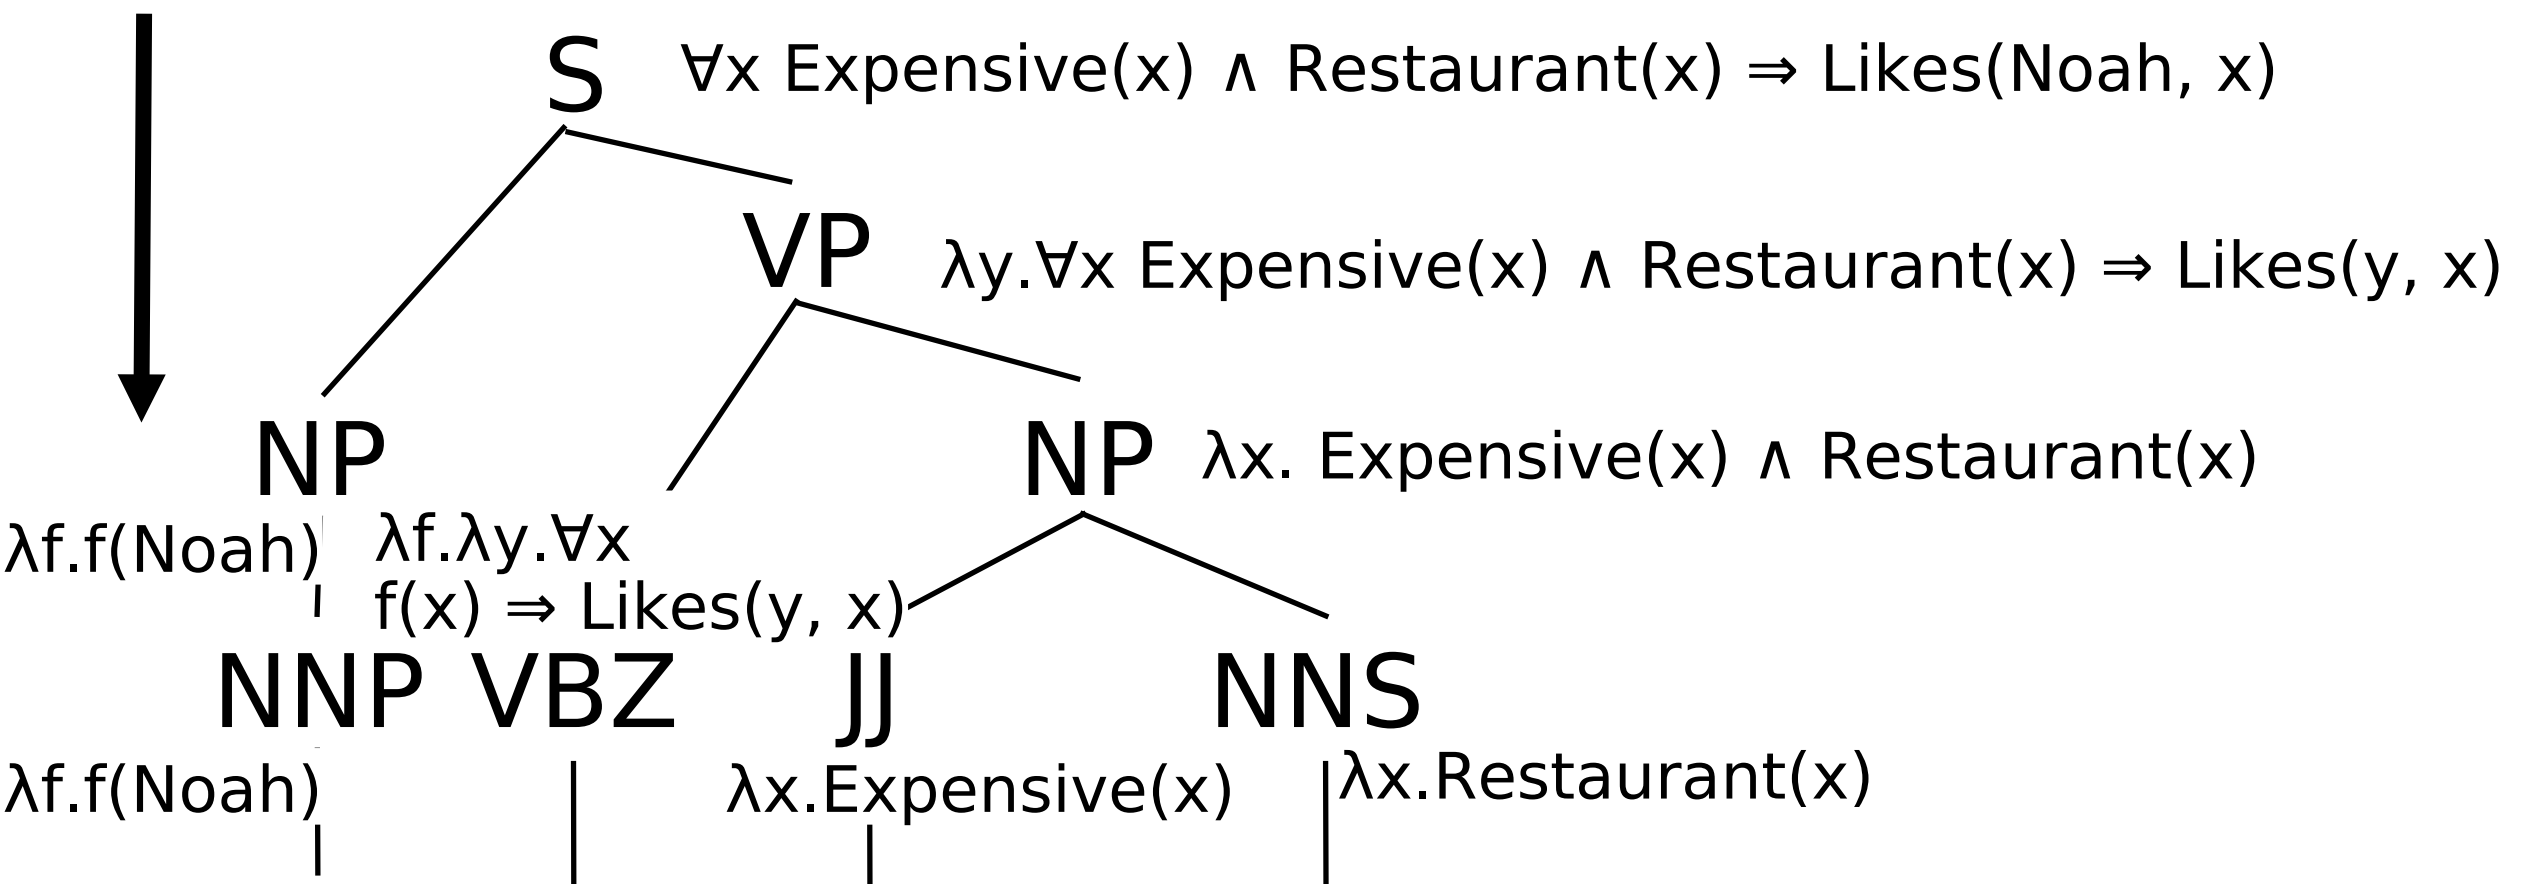 S ∀x Expensive(x) ∧ Restaurant(x) ⇒ Likes(Noah, x)
VP λy.∀x Expensive(x) ∧ Restaurant(x) ⇒ Likes(y, x)
NP
NP λx. Expensive(x) ∧ Restaurant(x)
λf.f(Noah)
λf.λy.∀x
f(x) ⇒ Likes(y, x)
NNP VBZ JJ NNS
λf.f(Noah)
λx.Expensive(x)
λx.Restaurant(x)